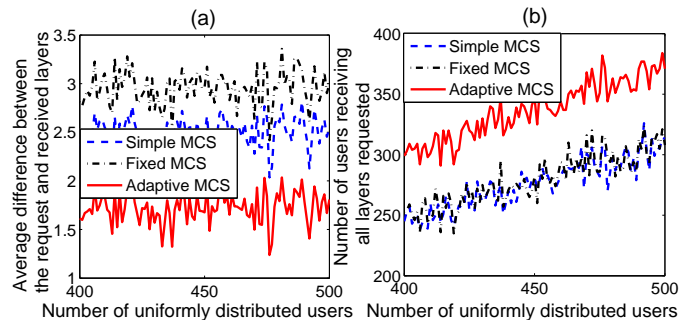 (a)
Average difference between
the request and received layers
3.5
3
2.5
2
1.5
1
Simple MCS
Fixed MCS
Adaptive MCS
400
450
500
Number of uniformly distributed users
(b)
Number of users receiving
all layers requested
400
350
300
250
200
Simple MCS
Fixed MCS
Adaptive MCS
400
450
500
Number of uniformly distributed users